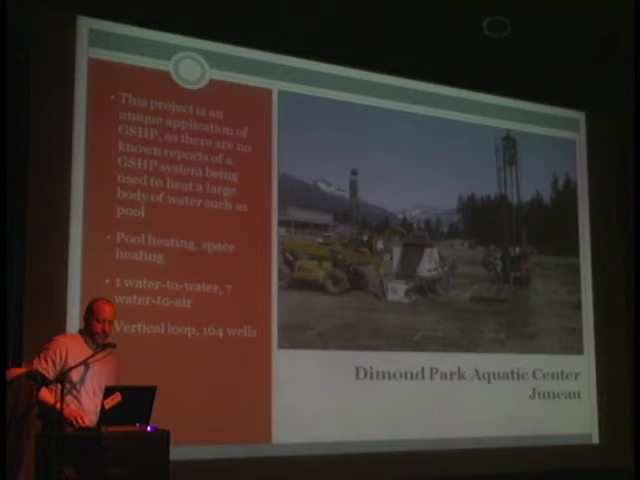 • This project is an
unique application of
GSHP, as there are no
known reports of a
GSHP system being
used to heat a large
body of water such as
pool
• Pool heating, space
heating
• 1 water-to-water, 7
water-to-air
Vertical loop, 164 wells
Dimond Park Aquatic Center
Juneau